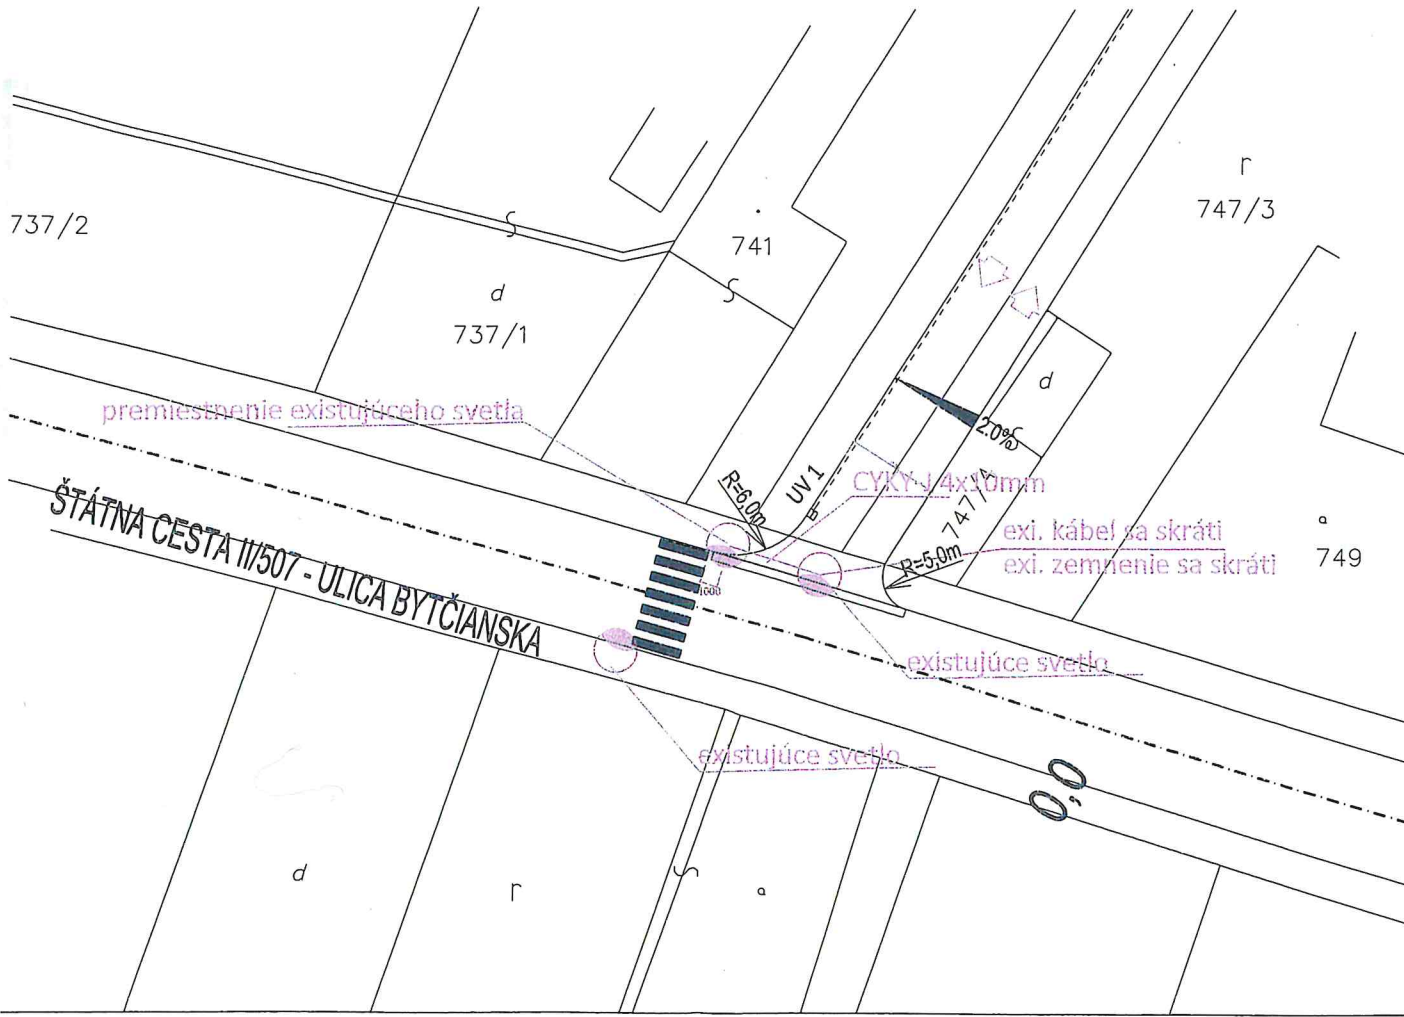 r
747/3
737/2
741
d
737/1
d
premiestnenie existujúceho svetla
2.0%
R=6,0m
UV 1
CYKY-J 4x10mm
747/1
exi. kábel sa skráti
exi. zemnenie sa skráti
a
749
R=5,0m
1000
ŠTÁTNA CESTA II/507 - ULICA BYTČIANSKA
existujúce svetlo
existujúce svetlo
0,0
d
r
a